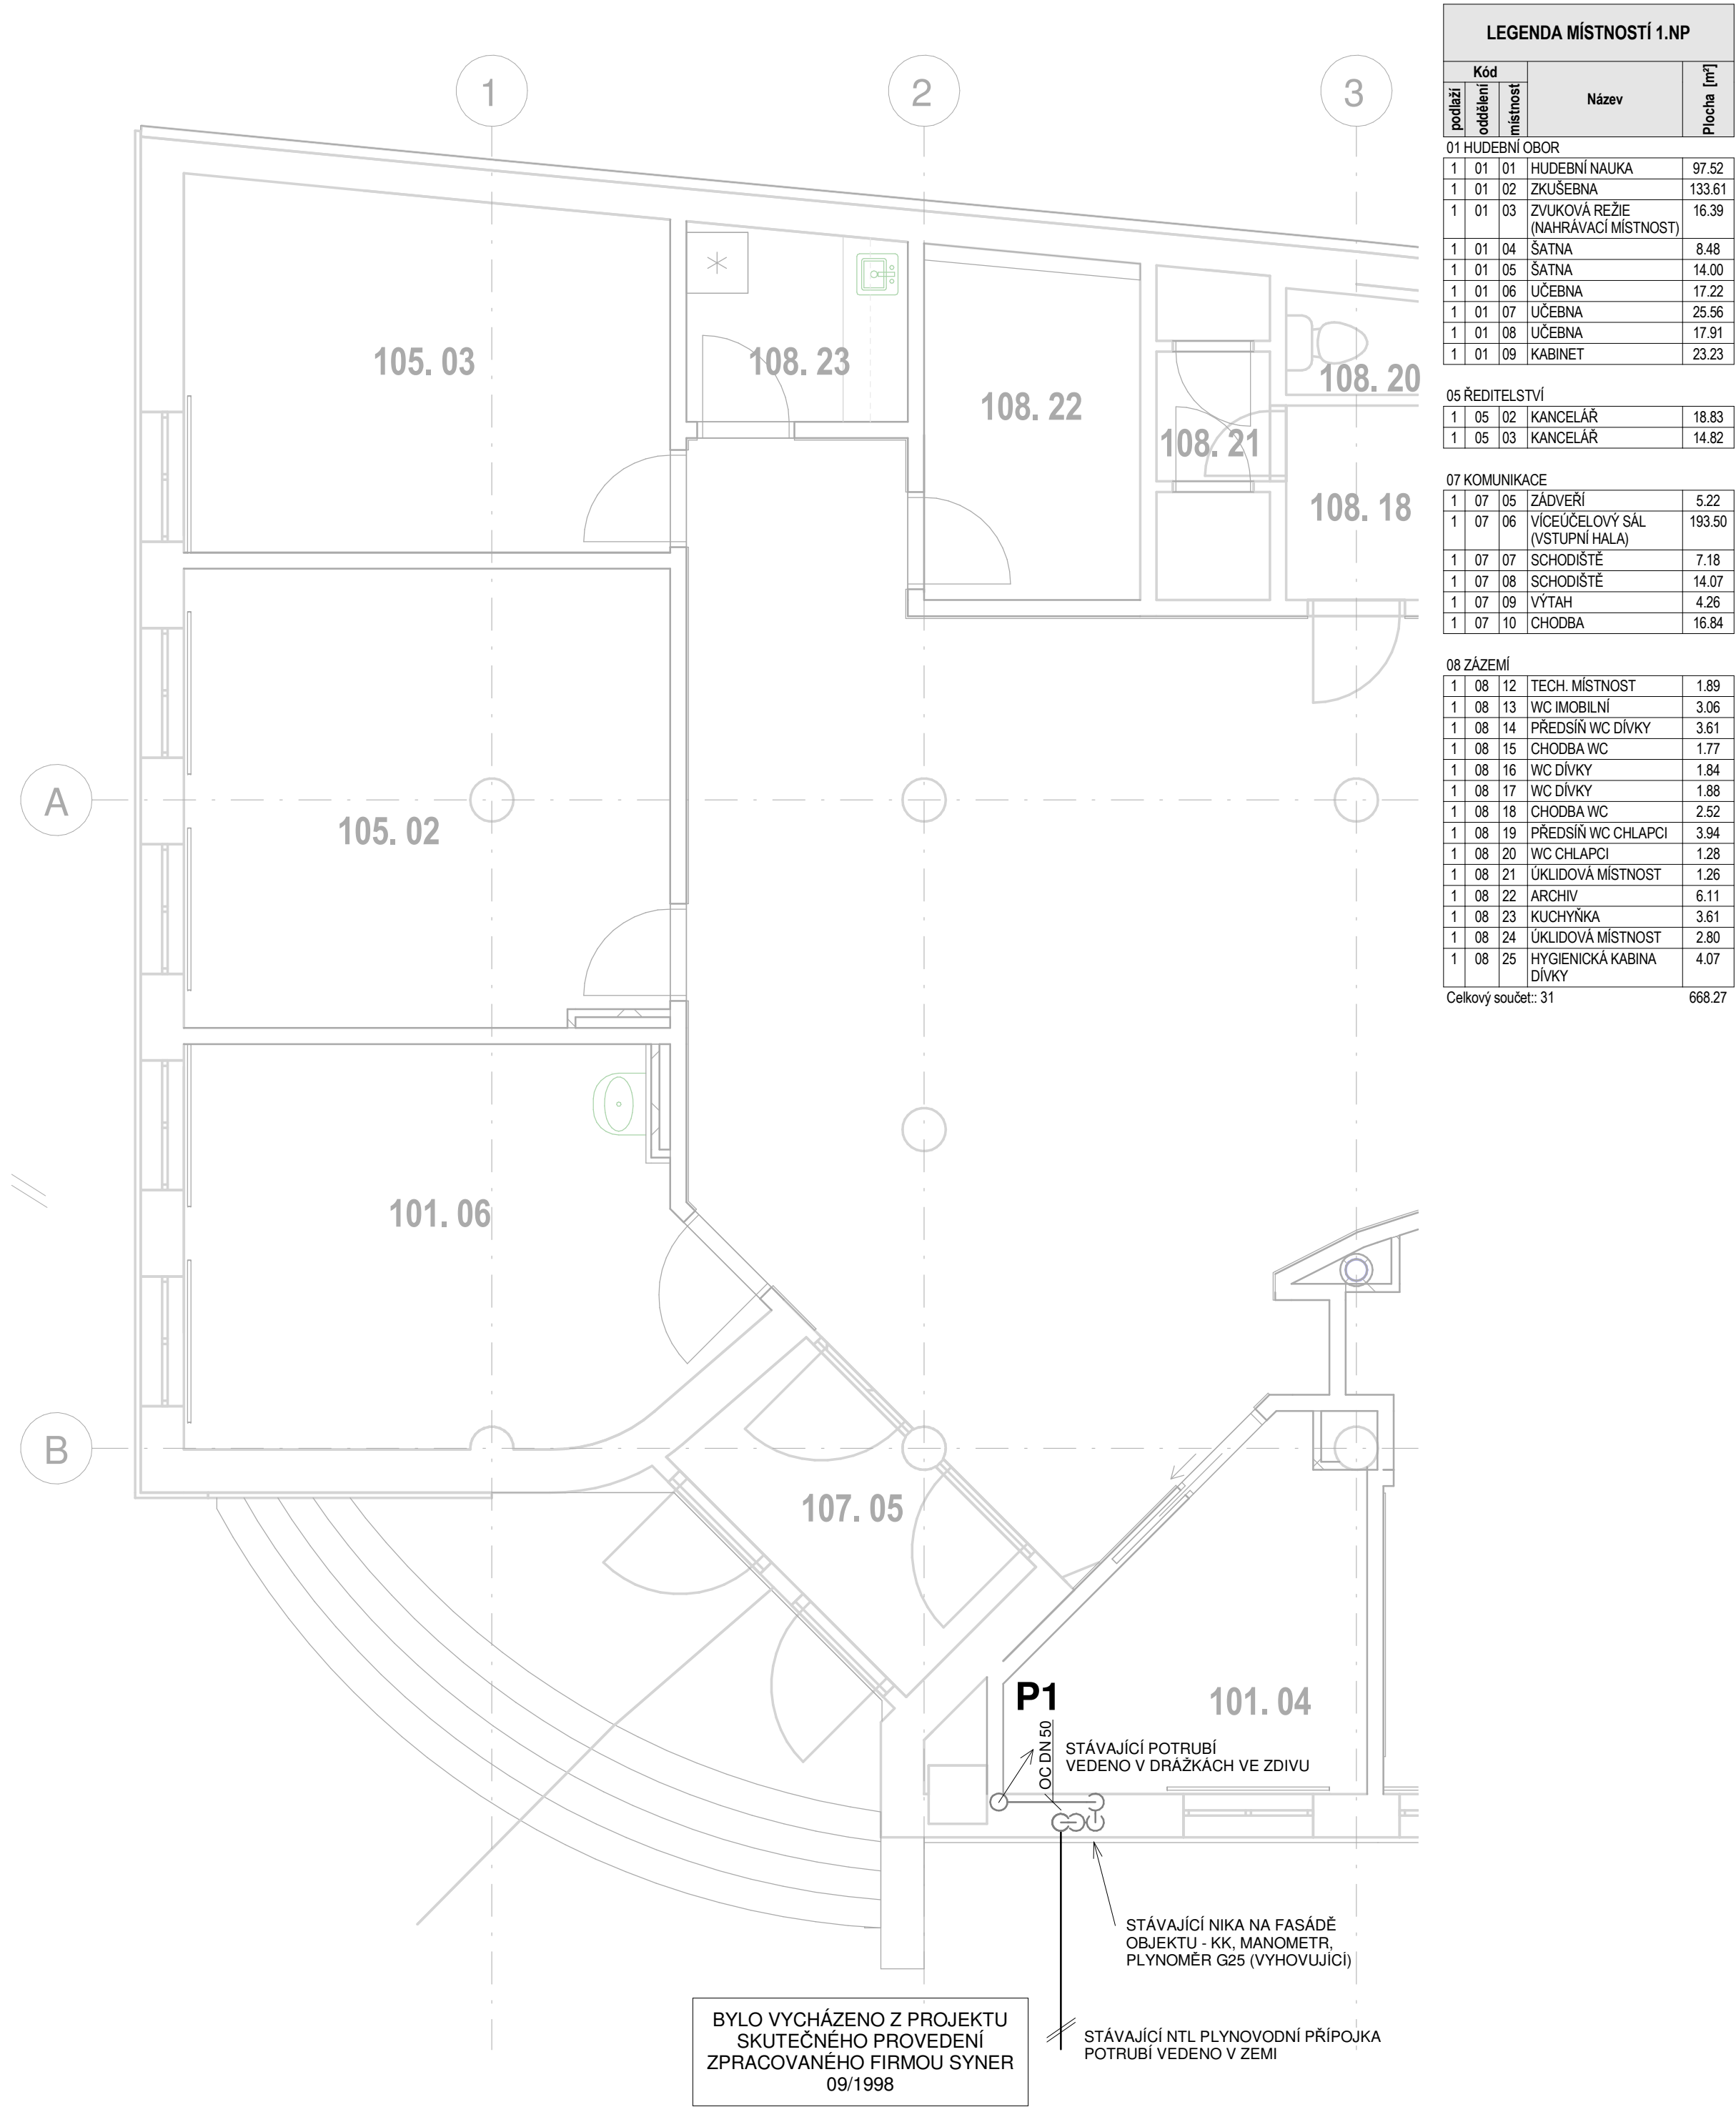 1
2
3
A
B
105. 03
108. 23
108. 22
108. 21
108. 20
108. 18
105. 02
101. 06
107. 05
101. 04
P1
OC DN 50
STÁVAJÍCÍ POTRUBÍ
VEDENO V DRÁŽKÁCH VE ZDIVU
STÁVAJÍCÍ NIKA NA FASÁDĚ
OBJEKTU - KK, MANOMETR,
PLYNOMĚR G25 (VYHOVUJÍCÍ)
STÁVAJÍCÍ NTL PLYNOVODNÍ PŘÍPOJKA
POTRUBÍ VEDENO V ZEMI
BYLO VYCHÁZENO Z PROJEKTU
SKUTEČNÉHO PROVEDENÍ
ZPRACOVANÉHO FIRMOU SYNER
09/1998
LEGENDA MÍSTNOSTÍ 1.NP
Kód
podlaží oddělení místnost Název Plocha [m²]
01 HUDEBNÍ OBOR
1 01 01 HUDEBNÍ NAUKA 97.52
1 01 02 ZKUŠEBNA 133.61
1 01 03 ZVUKOVÁ REŽIE 16.39
(NAHRÁVACÍ MÍSTNOST)
1 01 04 ŠATNA 8.48
1 01 05 ŠATNA 14.00
1 01 06 UČEBNA 17.22
1 01 07 UČEBNA 25.56
1 01 08 UČEBNA 17.91
1 01 09 KABINET 23.23
05 ŘEDITELSTVÍ
1 05 02 KANCELÁŘ 18.83
1 05 03 KANCELÁŘ 14.82
07 KOMUNIKACE
1 07 05 ZÁDVEŘÍ 5.22
1 07 06 VÍCEÚČELOVÝ SÁL 193.50
(VSTUPNÍ HALA)
1 07 07 SCHODIŠTĚ 7.18
1 07 08 SCHODIŠTĚ 14.07
1 07 09 VÝTAH 4.26
1 07 10 CHODBA 16.84
08 ZÁZEMÍ
1 08 12 TECH. MÍSTNOST 1.89
1 08 13 WC IMOBILNÍ 3.06
1 08 14 PŘEDSÍŇ WC DÍVKY 3.61
1 08 15 CHODBA WC 1.77
1 08 16 WC DÍVKY 1.84
1 08 17 WC DÍVKY 1.88
1 08 18 CHODBA WC 2.52
1 08 19 PŘEDSÍŇ WC CHLAPCI 3.94
1 08 20 WC CHLAPCI 1.28
1 08 21 ÚKLIDOVÁ MÍSTNOST 1.26
1 08 22 ARCHIV 6.11
1 08 23 KUCHYŇKA 3.61
1 08 24 ÚKLIDOVÁ MÍSTNOST 2.80
1 08 25 HYGIENICKÁ KABINA 4.07
DÍVKY
Celkový součet:: 31 668.27